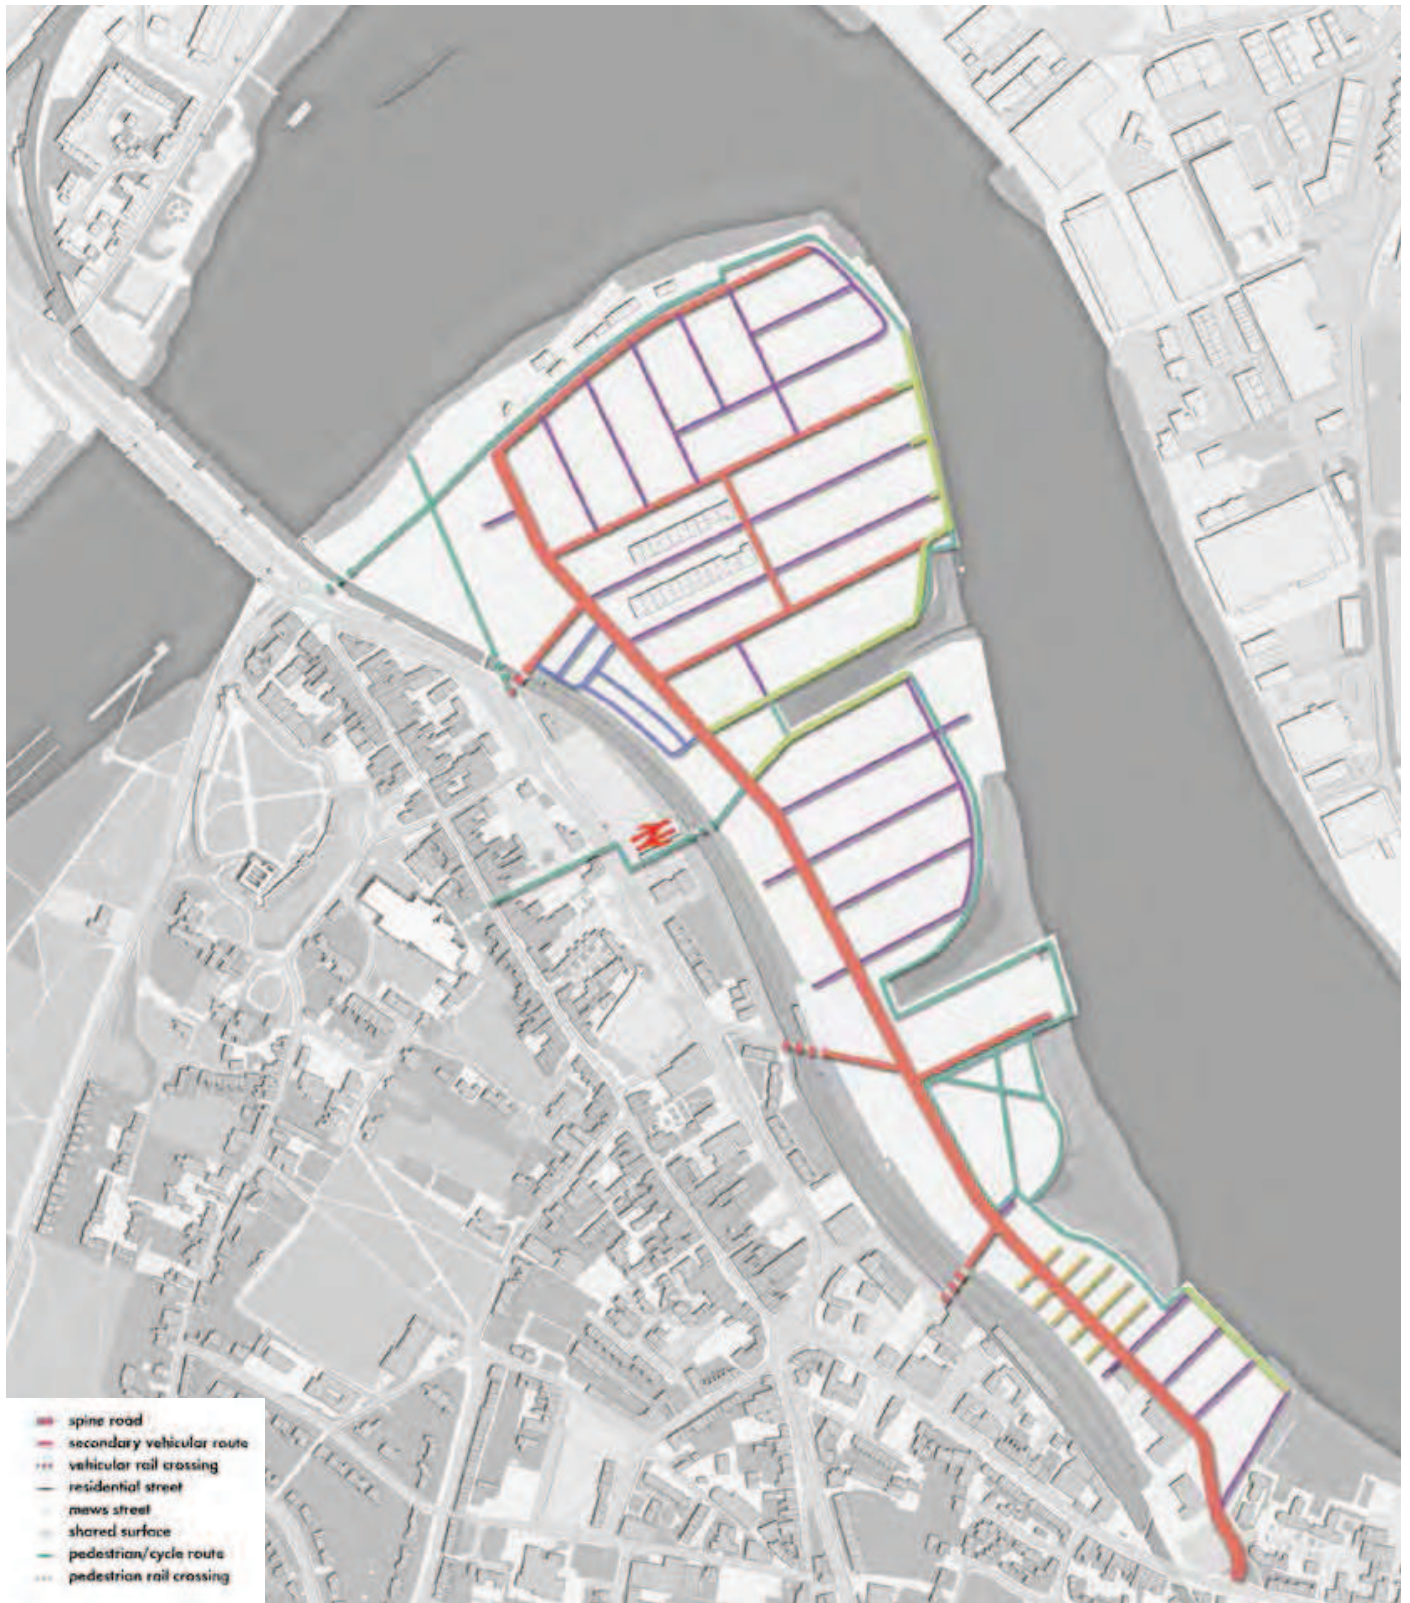 spine road
secondary vehicular route
vehicular rail crossing
residential street
mews street
shared surface
pedestrian/cycle route
pedestrian rail crossing